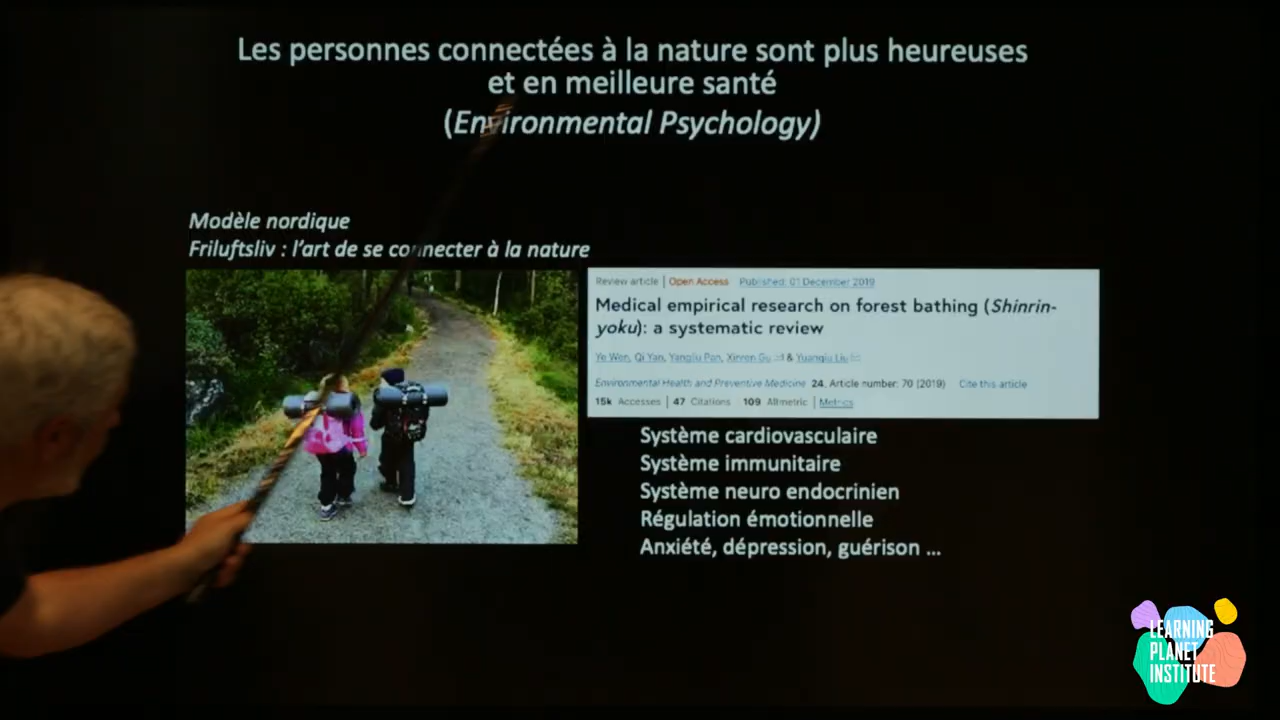 Les personnes connectées à la nature sont plus heureuses
et en meilleure santé
(Environmental Psychology)
Modèle nordique
Friluftsliv : l'art de se connecter à la nature
Review article | Open Access Published: 01 December 2019
Medical empirical research on forest bathing (Shinrin-
yoku): a systematic review
Ye Wen, Qi Yan, Yangliu Pan, Xinren Gu & Yuanqiu Liu
Environmental Health and Preventive Medicine 24, Article number: 70 (2019) Cite this article
15k Accesses | 47 Citations 109 Altmetric | Metrics
Système cardiovasculaire
Système immunitaire
Système neuro endocrinien
Régulation émotionnelle
Anxiété, dépression, guérison ...
LEARNING
PLANET
INSTITUTE